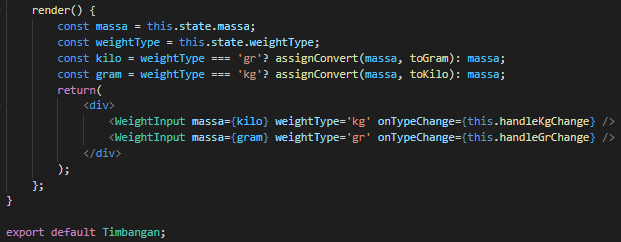 render() {
const massa = this.state.massa;
const weightType = this.state.weightType;
const kilo = weightType === 'gr'? assignConvert(massa, toGram): massa;
const gram = weightType === 'kg'? assignConvert(massa, toKilo): massa;
return(
<div>
<WeightInput massa={kilo} weightType='kg' onTypeChange={this.handleKgChange} />
<WeightInput massa={gram} weightType='gr' onTypeChange={this.handleGrChange} />
</div>
);
};
}
export default Timbangan;